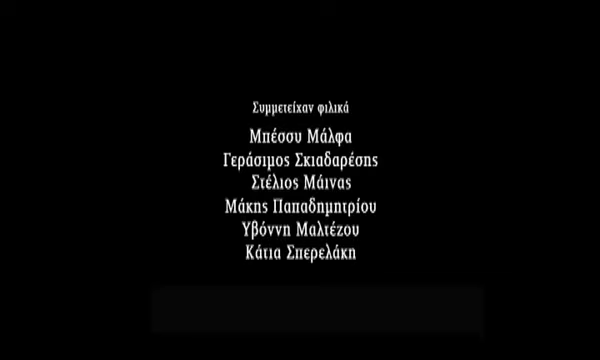 Συμμετείχαν φιλικά
Μπέσσυ Μάλφα
Γεράσιμος Σκιαδαρέσης
Στέλιος Μάινας
Μάκης Παπαδημητρίου
Υβόννη Μαλτέζου
Κάτια Σπερελάκη